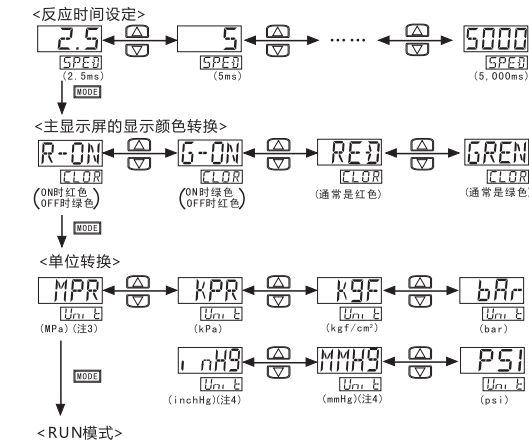 <反应时间设定>
2.5 5 …… 5000
SPED SPED SPED
(2.5ms) (5ms) (5,000ms)
MODE
<主显示屏的显示颜色转换>
R-ON G-ON RED GREN
CLOR CLOR CLOR CLOR
(ON时红色 OFF时绿色) (ON时绿色 OFF时红色) (通常是红色) (通常是绿色)
MODE
<单位转换>
MPA KPA KgF bAr
Unit Unit Unit Unit
(MPa) (注3) (kPa) (kgf/cm²) (bar)
inHg MMHg PSI
MODE
Unit Unit Unit
(inchHg)(注4) (mmHg)(注4) (psi)
<RUN模式>